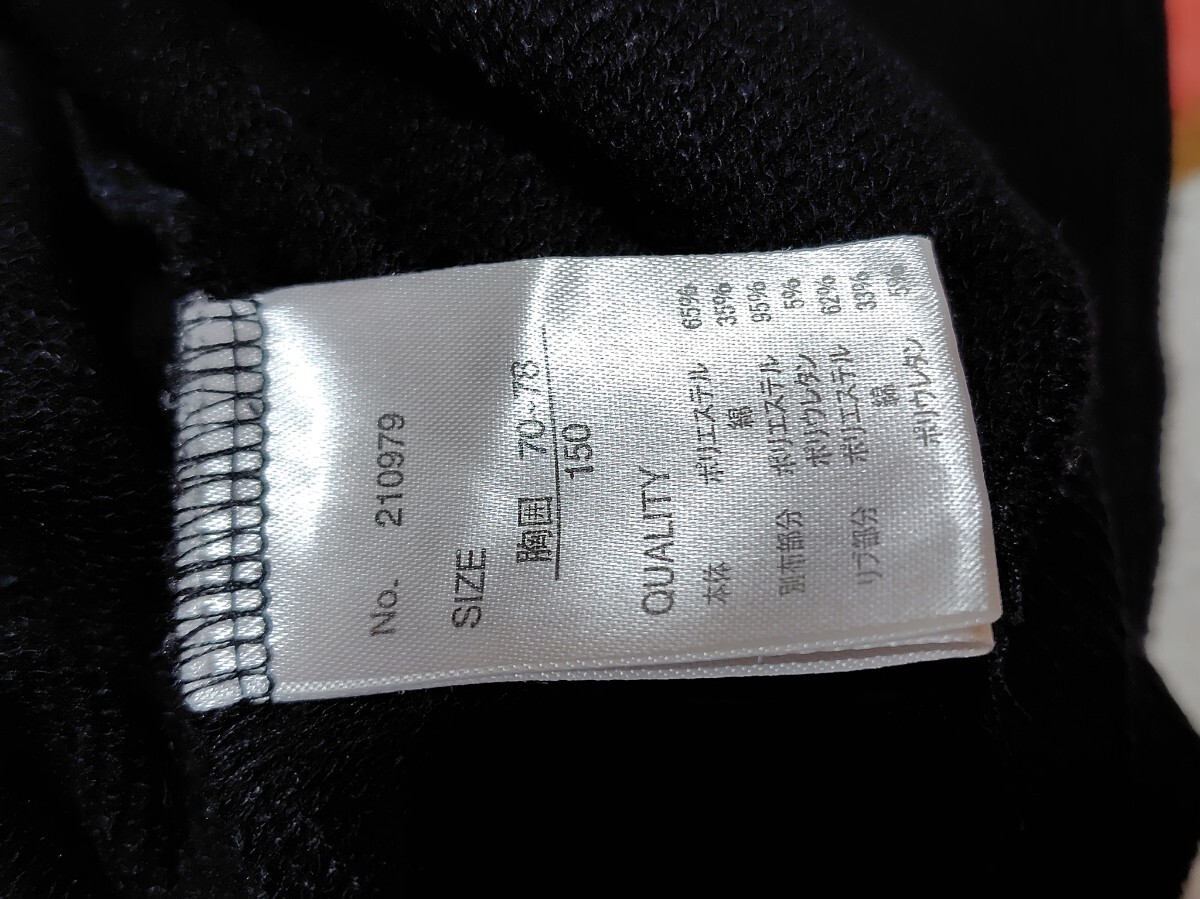 No. 210979
SIZE
胸囲 70~78
150
QUALITY
本体 ポリエステル 65%
綿 35%
別布部分 ポリエステル 95%
ポリウレタン 5%
リブ部分 ポリエステル 62%
綿 33%
ポリウレタン 5%